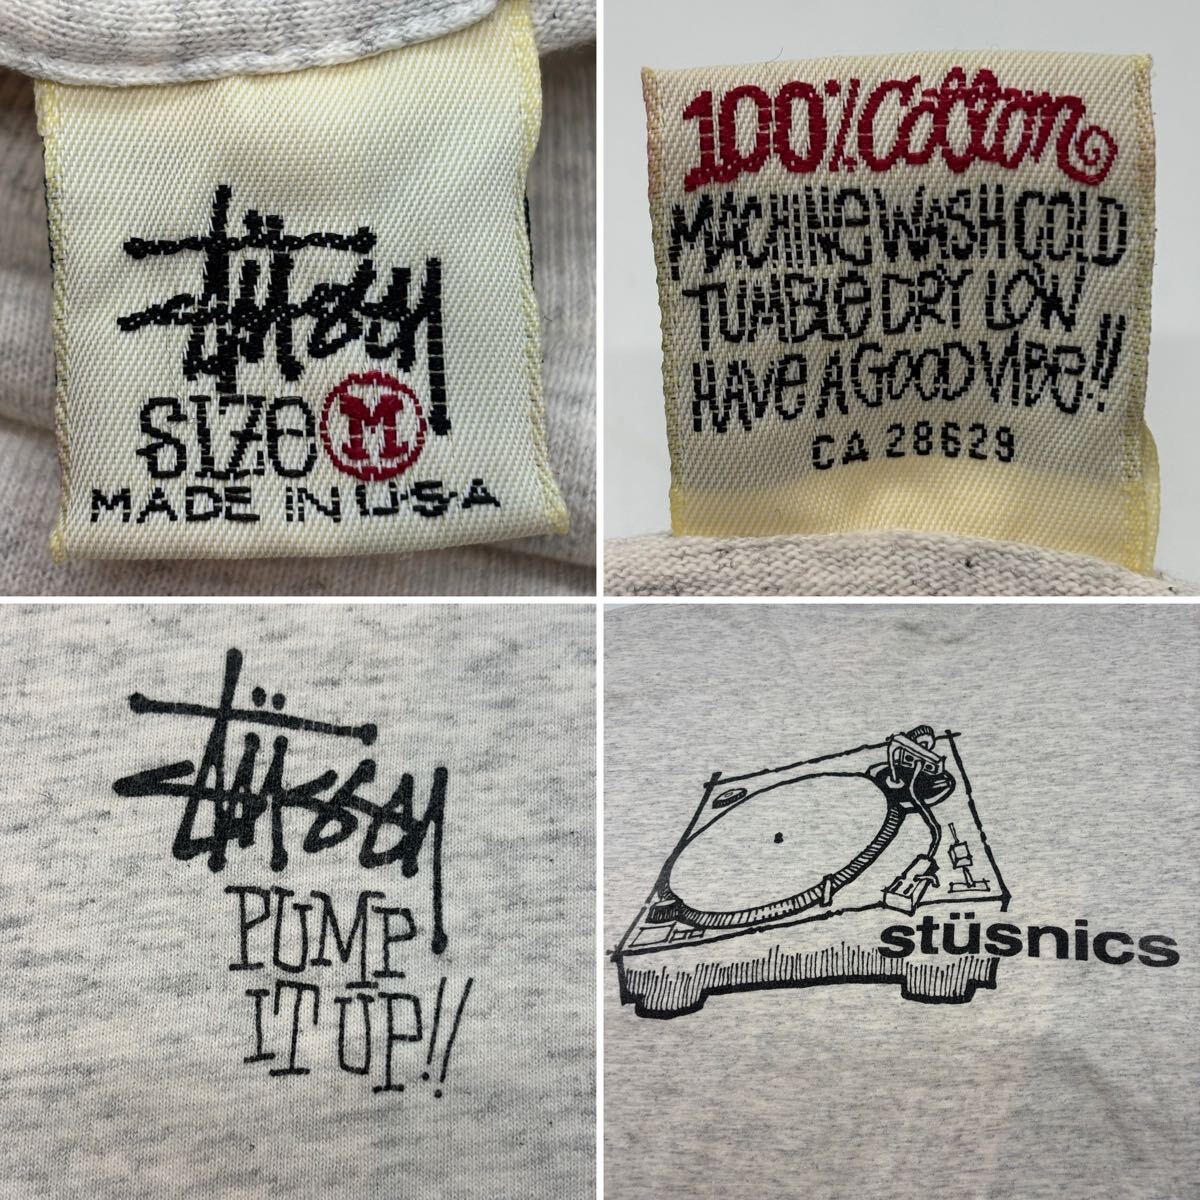 stüssy
SIZE M
MADE IN U.S.A
100% Cotton
MACHINE WASH COLD
TUMBLE DRY LOW
HAVE A GOOD VIBE!!
CA 28629
stüssy
PUMP
IT UP!!
stüsnics